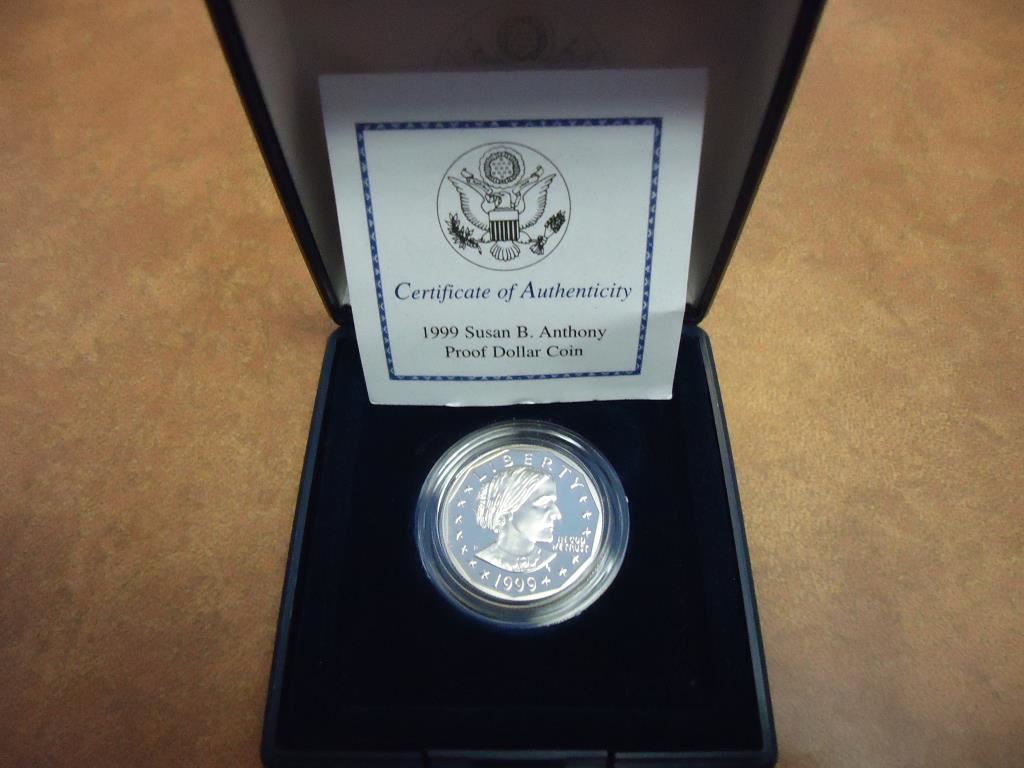 Certificate of Authenticity
1999 Susan B. Anthony
Proof Dollar Coin
LIBERTY
IN GOD
WE TRUST
1999